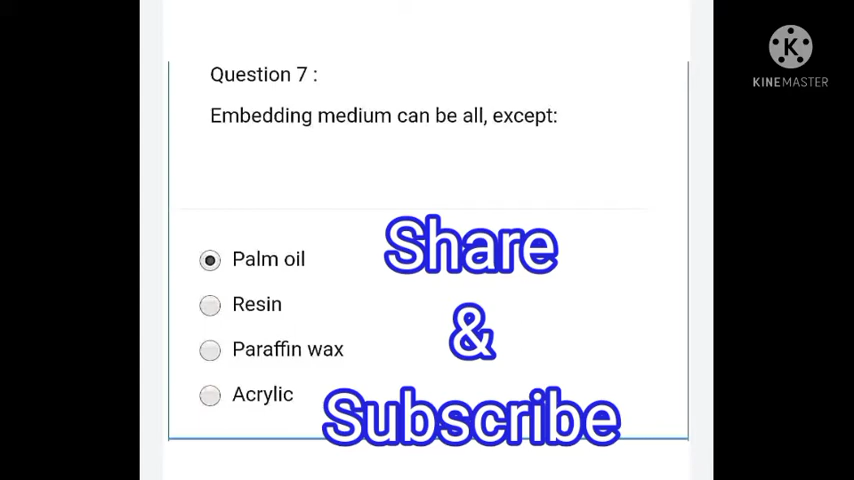 Question 7 :
Embedding medium can be all, except:
Palm oil
Resin
Paraffin wax
Acrylic
Share
&
Subscribe
K
KINEMASTER